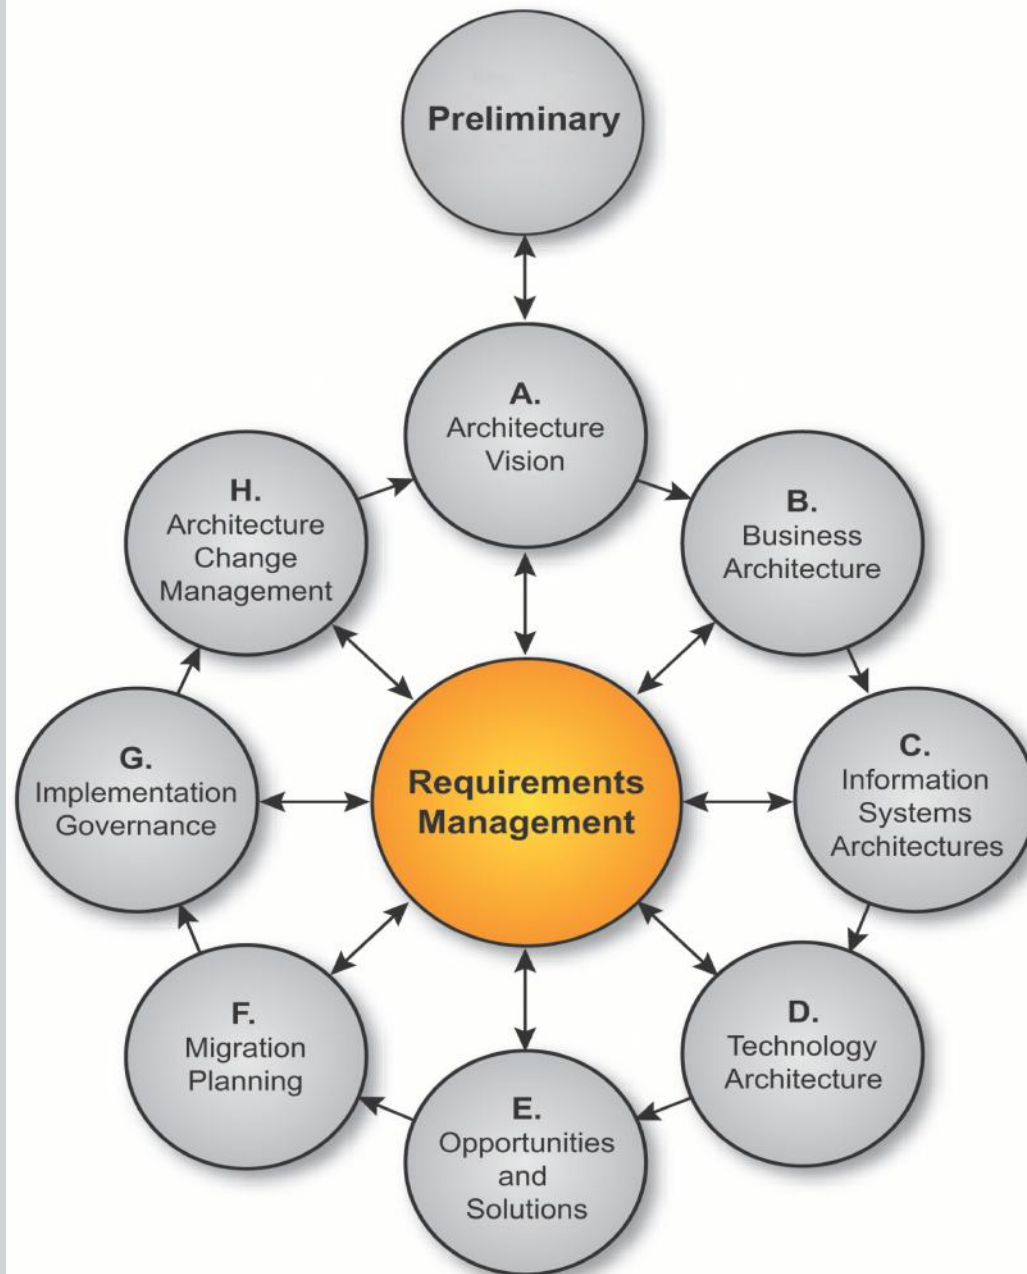 Preliminary
A.
Architecture
Vision
B.
Business
Architecture
C.
Information
Systems
Architectures
D.
Technology
Architecture
E.
Opportunities
and
Solutions
F.
Migration
Planning
G.
Implementation
Governance
H.
Architecture
Change
Management
Requirements
Management